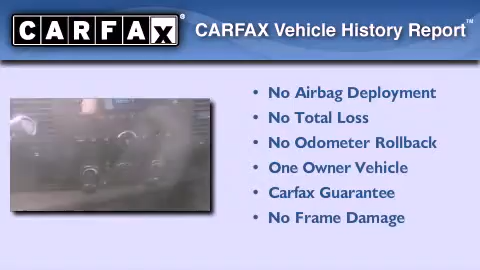 CARFAX®
CARFAX Vehicle History Report™
• No Airbag Deployment
• No Total Loss
• No Odometer Rollback
• One Owner Vehicle
• Carfax Guarantee
• No Frame Damage